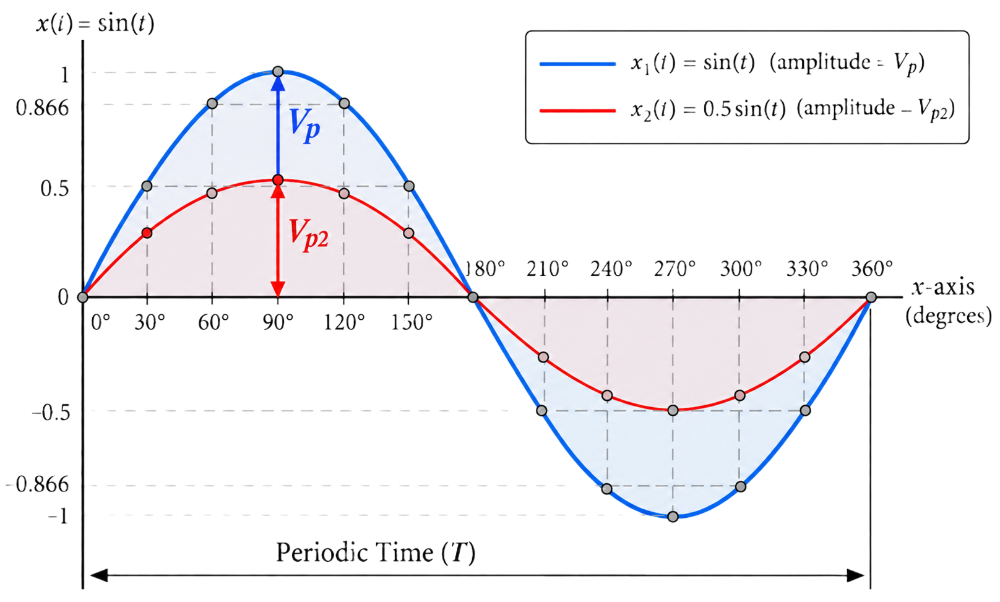 x(i) = sin(t)
x₁(i) = sin(t) (amplitude = Vₚ)
x₂(i) = 0.5 sin(t) (amplitude – Vₚ₂)
1
0.866
Vₚ
0.5
Vₚ₂
180° 210° 240° 270° 300° 330° 360°
x-axis
(degrces)
0
0° 30° 60° 90° 120° 150°
−0.5
-0.866
−1
Periodic Time (T)